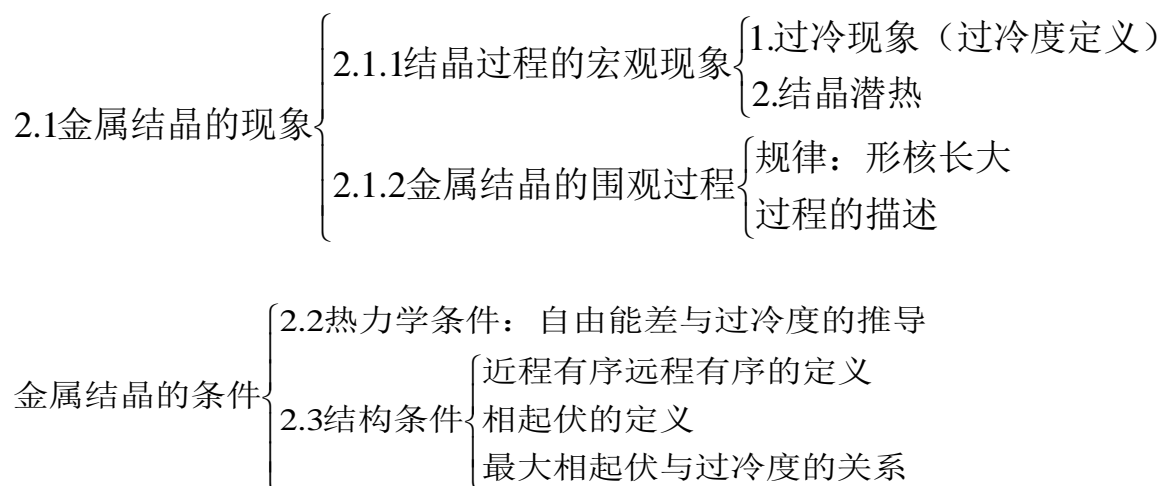 2.1金属结晶的现象
2.1.1结晶过程的宏观现象
1.过冷现象（过冷度定义）
2.结晶潜热
2.1.2金属结晶的围观过程
规律：形核长大
过程的描述
金属结晶的条件
2.2热力学条件：自由能差与过冷度的推导
2.3结构条件
近程有序远程有序的定义
相起伏的定义
最大相起伏与过冷度的关系